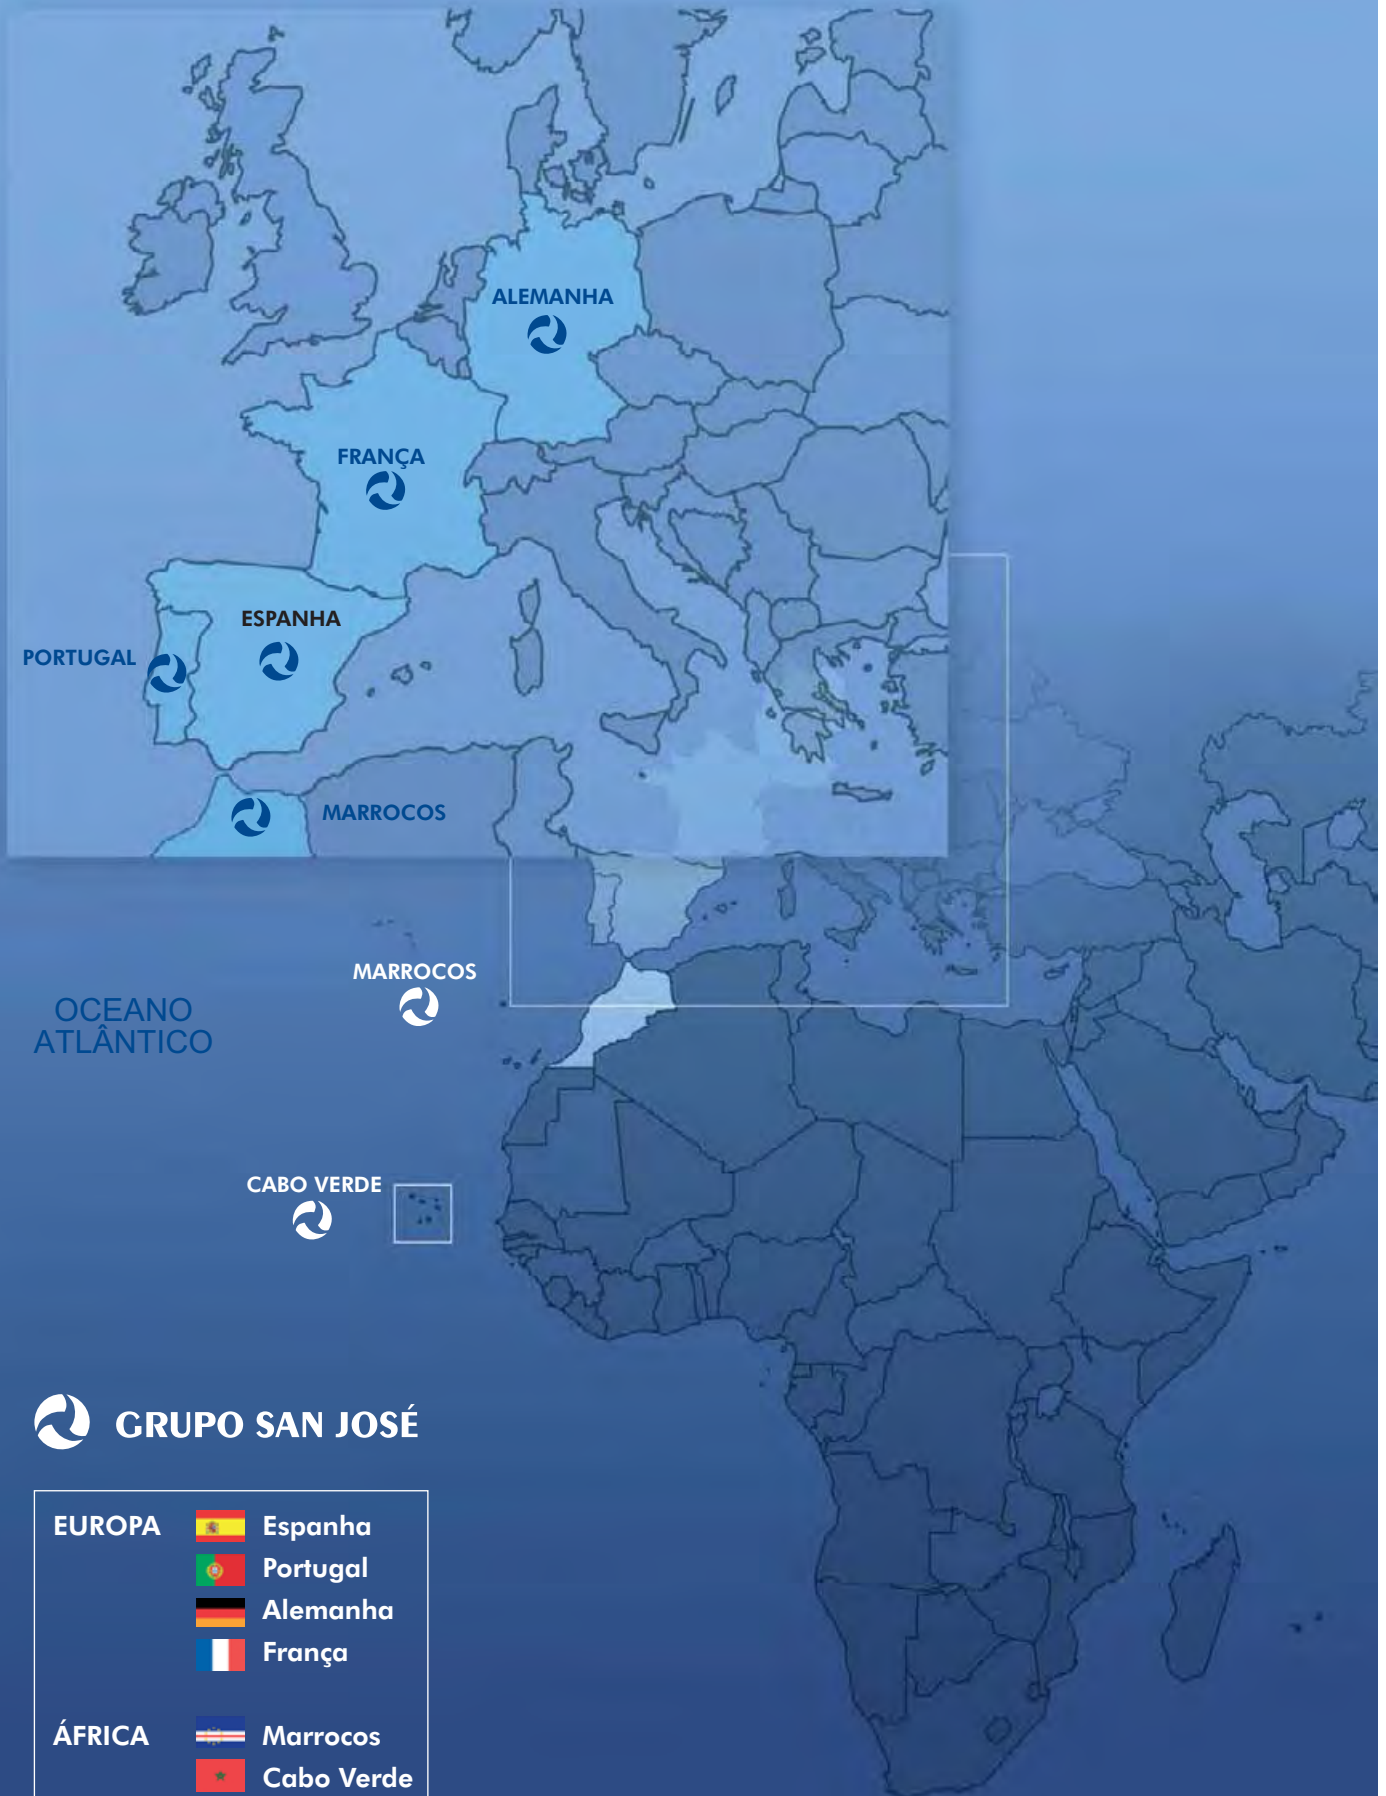 ALEMANHA
FRANÇA
ESPANHA
PORTUGAL
MARROCOS
MARROCOS
OCEANO
ATLÂNTICO
CABO VERDE
GRUPO SAN JOSÉ
EUROPA Espanha
Portugal
Alemanha
França
ÁFRICA Marrocos
Cabo Verde